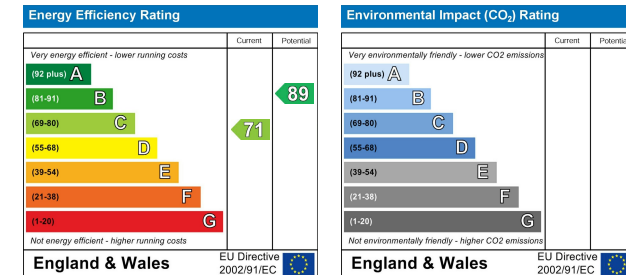 Energy Efficiency Rating
Current Potential
Very energy efficient - lower running costs
(92 plus) A
(81-91) B
89
(69-80) C
71
(55-68) D
(39-54) E
(21-38) F
(1-20) G
Not energy efficient - higher running costs
England & Wales
EU Directive
2002/91/EC
Environmental Impact (CO₂) Rating
Current Potential
Very environmentally friendly - lower CO2 emissions
(92 plus) A
(81-91) B
(69-80) C
(55-68) D
(39-54) E
(21-38) F
(1-20) G
Not environmentally friendly - higher CO2 emissions
England & Wales
EU Directive
2002/91/EC